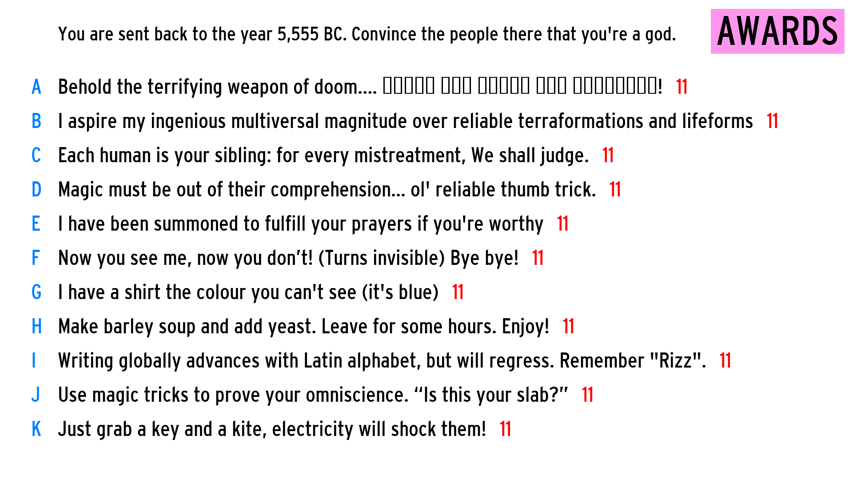 You are sent back to the year 5,555 BC. Convince the people there that you're a god.
AWARDS
A Behold the terrifying weapon of doom.... ▯▯▯▯▯ ▯▯▯ ▯▯▯▯▯ ▯▯▯ ▯▯▯▯▯▯▯▯! 11
B I aspire my ingenious multiversal magnitude over reliable terraformations and lifeforms 11
C Each human is your sibling: for every mistreatment, We shall judge. 11
D Magic must be out of their comprehension... ol' reliable thumb trick. 11
E I have been summoned to fulfill your prayers if you're worthy 11
F Now you see me, now you don’t! (Turns invisible) Bye bye! 11
G I have a shirt the colour you can't see (it's blue) 11
H Make barley soup and add yeast. Leave for some hours. Enjoy! 11
I Writing globally advances with Latin alphabet, but will regress. Remember "Rizz". 11
J Use magic tricks to prove your omniscience. “Is this your slab?” 11
K Just grab a key and a kite, electricity will shock them! 11